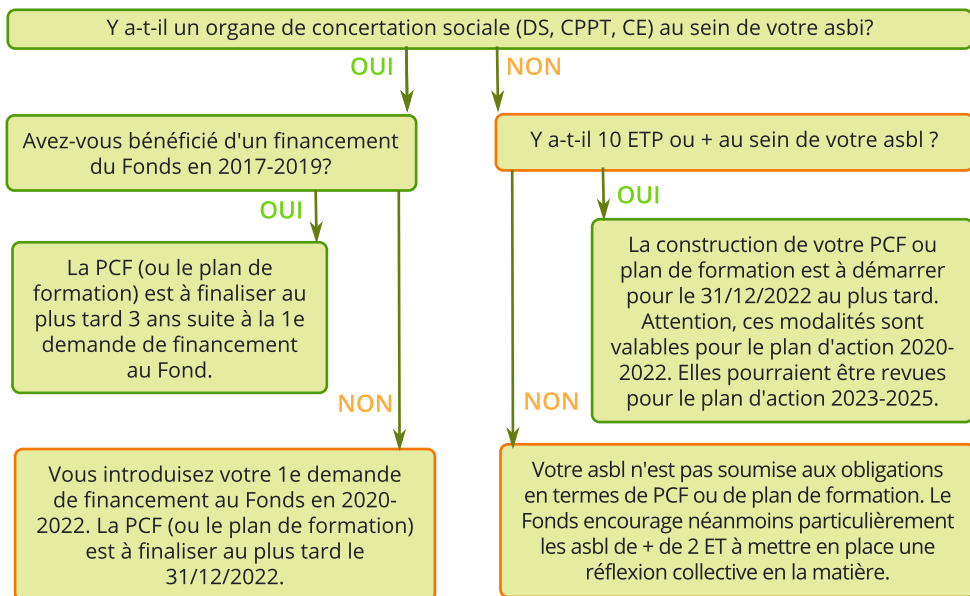 Y a-t-il un organe de concertation sociale (DS, CPPT, CE) au sein de votre asbi?
OUI
NON
Avez-vous bénéficié d'un financement
du Fonds en 2017-2019?
Y a-t-il 10 ETP ou + au sein de votre asbl ?
OUI
OUI
La PCF (ou le plan de
formation) est à finaliser au
plus tard 3 ans suite à la 1e
demande de financement
au Fond.
La construction de votre PCF ou
plan de formation est à démarrer
pour le 31/12/2022 au plus tard.
Attention, ces modalités sont
valables pour le plan d'action 2020-
2022. Elles pourraient être revues
pour le plan d'action 2023-2025.
NON
NON
Vous introduisez votre 1e demande
de financement au Fonds en 2020-
2022. La PCF (ou le plan de formation)
est à finaliser au plus tard le
31/12/2022.
Votre asbl n'est pas soumise aux obligations
en termes de PCF ou de plan de formation. Le
Fonds encourage néanmoins particulièrement
les asbl de + de 2 ET à mettre en place une
réflexion collective en la matière.